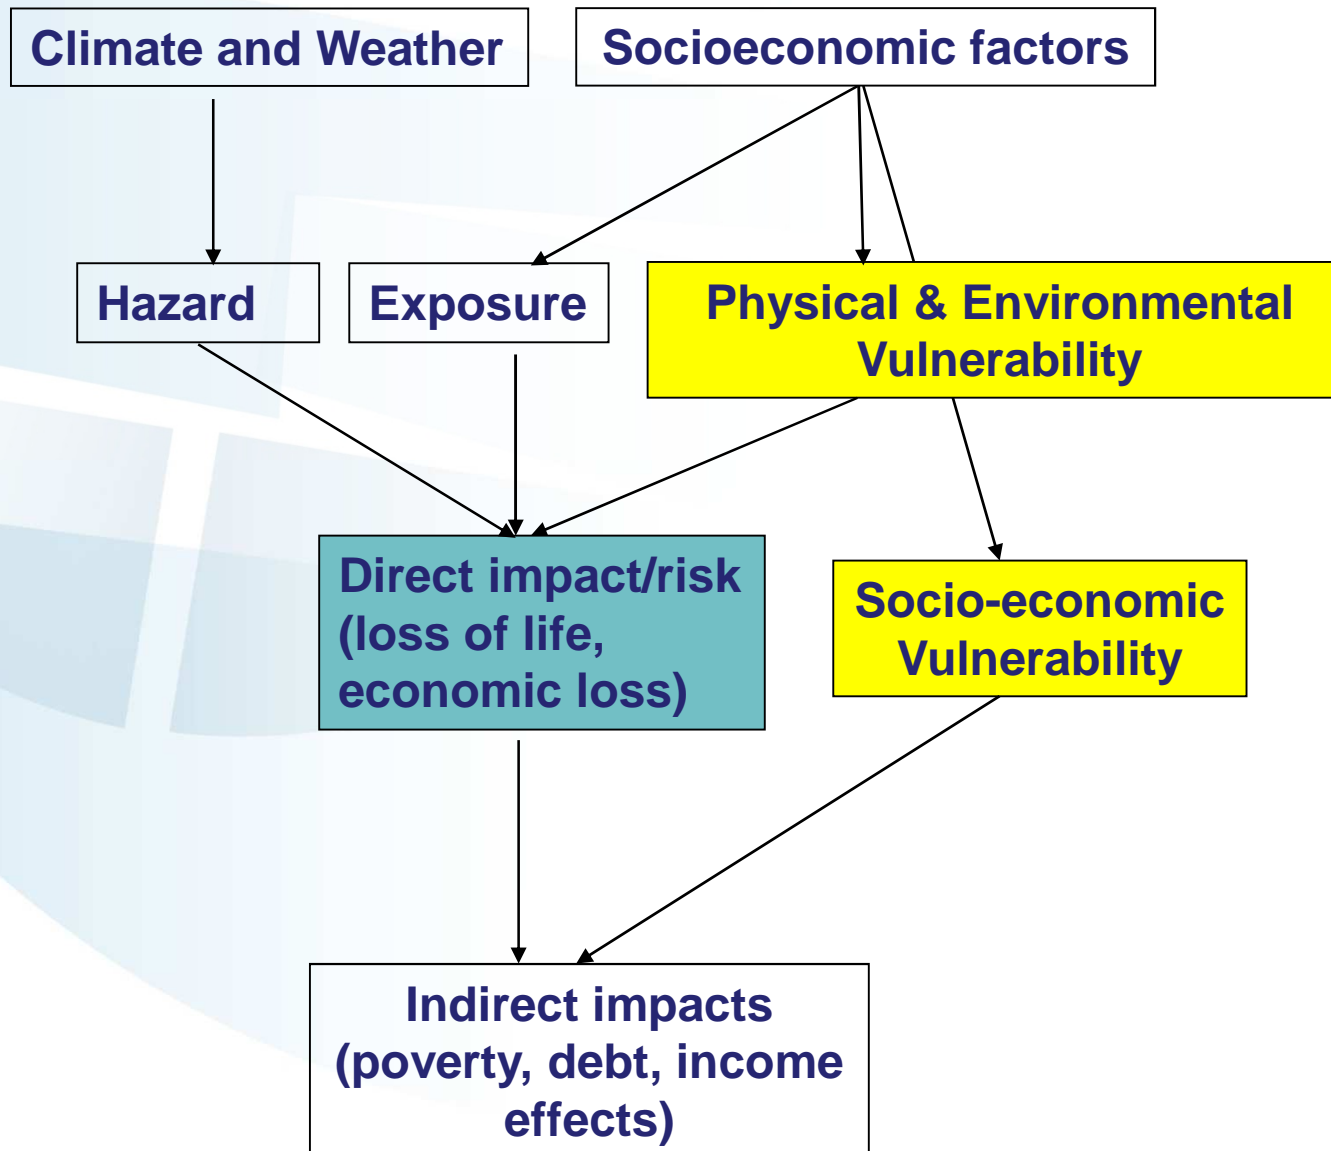 Climate and Weather
Socioeconomic factors
Hazard
Exposure
Physical & Environmental
Vulnerability
Direct impact/risk
(loss of life,
economic loss)
Socio-economic
Vulnerability
Indirect impacts
(poverty, debt, income
effects)